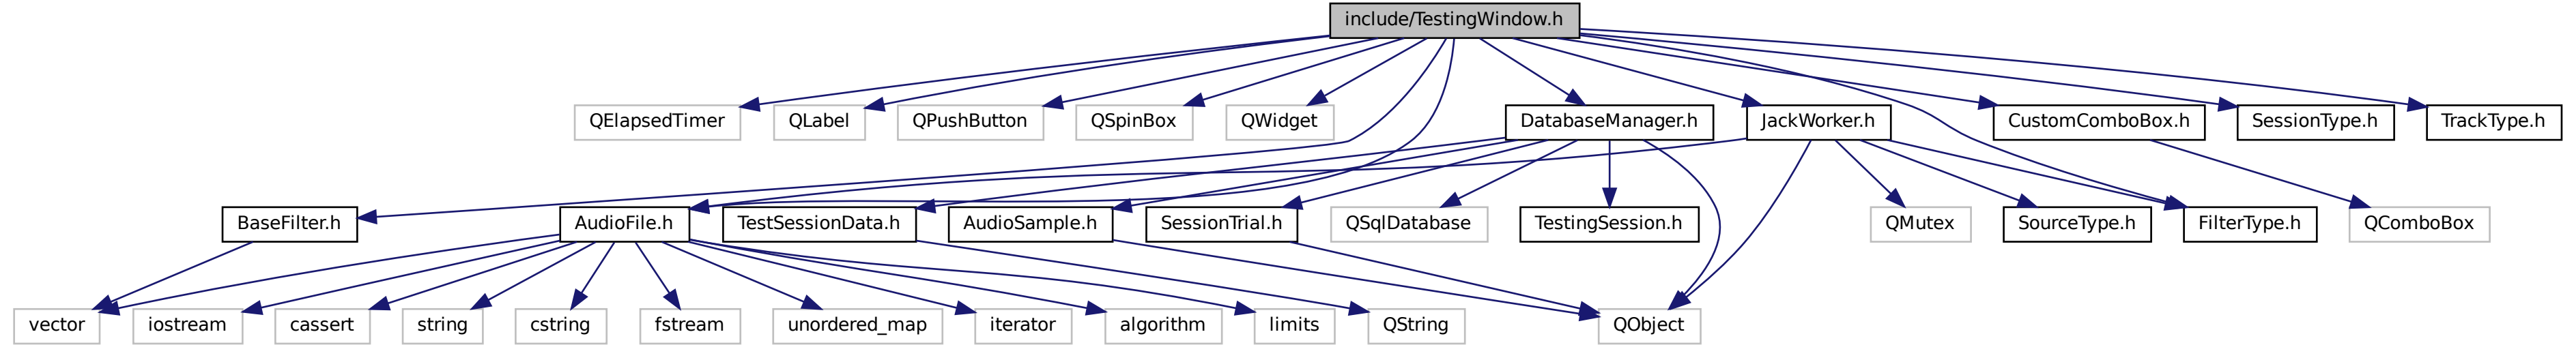 include/TestingWindow.h
QElapsedTimer
QLabel
QPushButton
QSpinBox
QWidget
DatabaseManager.h
JackWorker.h
CustomComboBox.h
SessionType.h
TrackType.h
BaseFilter.h
AudioFile.h
TestSessionData.h
AudioSample.h
SessionTrial.h
QSqlDatabase
TestingSession.h
QMutex
SourceType.h
FilterType.h
QComboBox
vector
iostream
cassert
string
cstring
fstream
unordered_map
iterator
algorithm
limits
QString
QObject